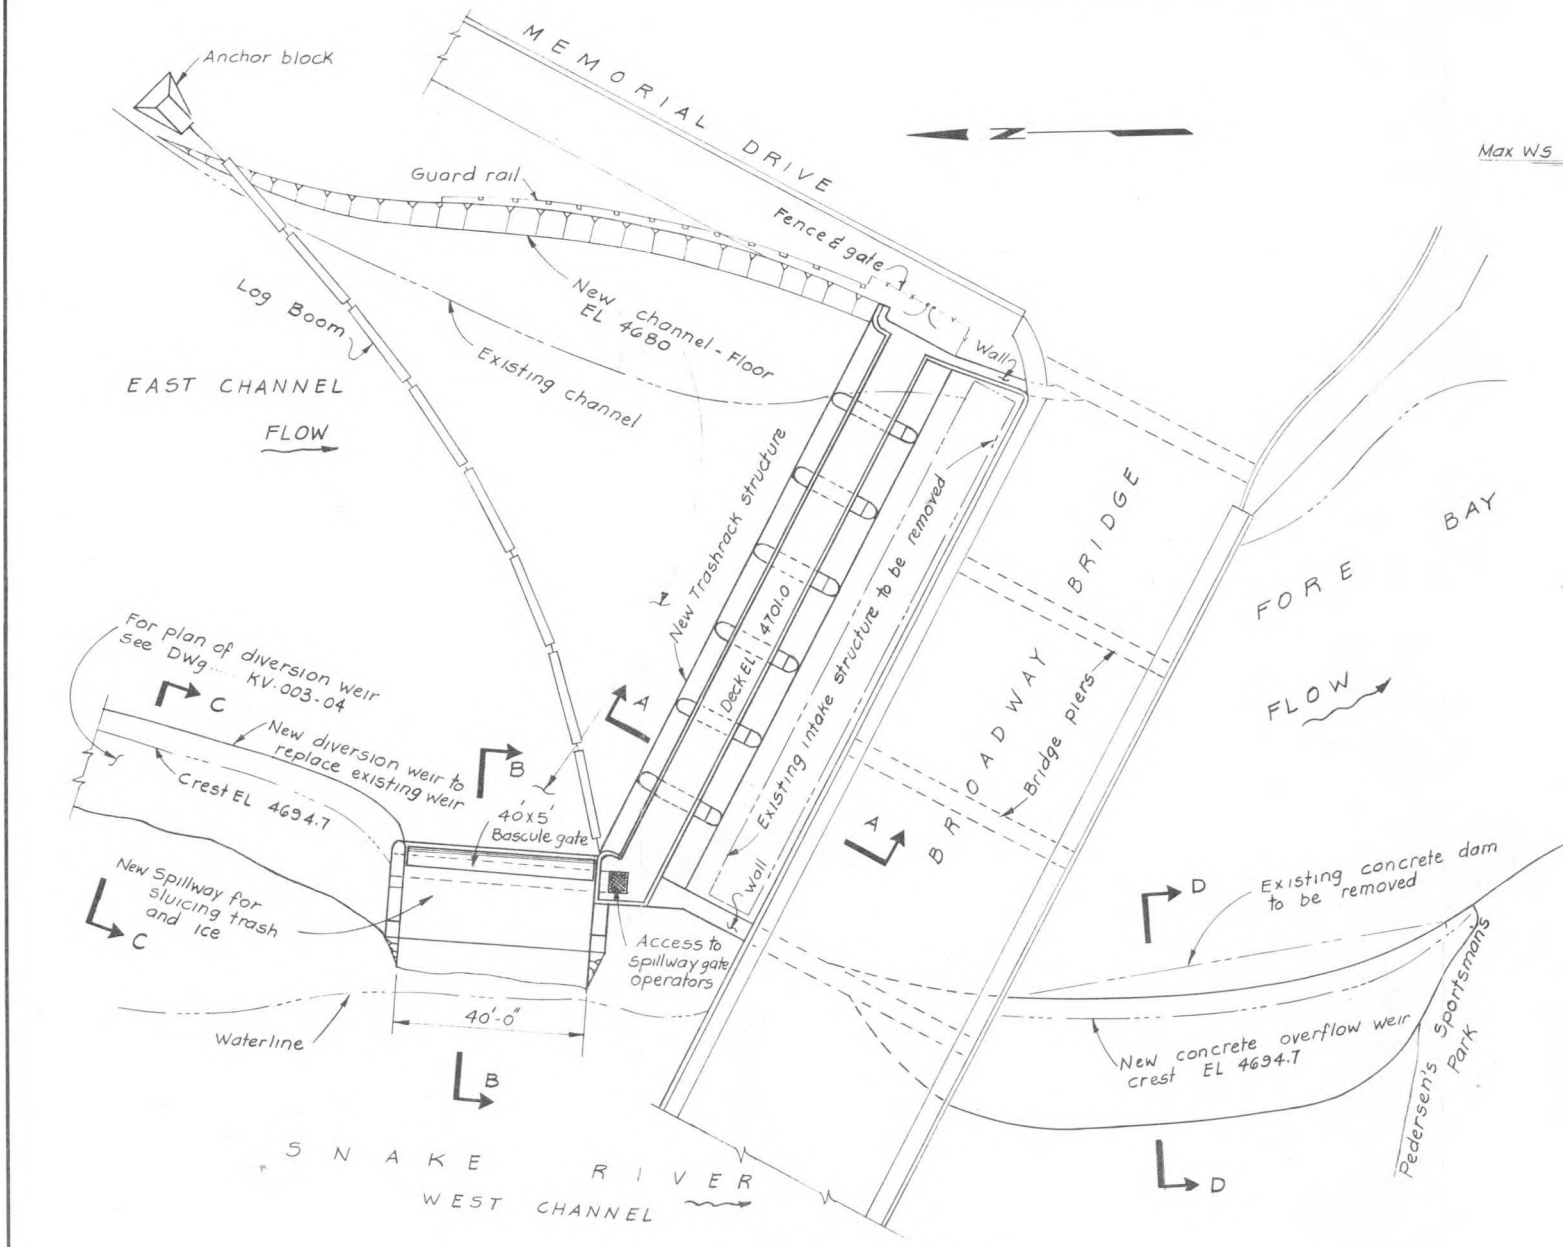 Anchor block
MEMORIAL DRIVE
N
Max WS
Guard rail
Fence & gate
Log Boom
New channel-Floor
EL 4680
Existing channel
Wall
EAST CHANNEL
FLOW
New Trashrack structure
Deck EL 4701.0
Existing intake structure to be removed
BROADWAY BRIDGE
Bridge piers
FORE BAY
FLOW
For plan of diversion weir
See DWg... KV-003-04
C
New diversion weir to
replace existing weir
Crest EL 4694.7
B
A
40'x5'
Bascule gate
A
New Spillway for
sluicing trash
and Ice
C
Wall
Access to
spillway gate
operators
D
Existing concrete dam
to be removed
40'-0"
Waterline
New concrete overflow weir
crest EL 4694.7
Pedersen's Sportsmans
Park
B
D
SNAKE RIVER
WEST CHANNEL